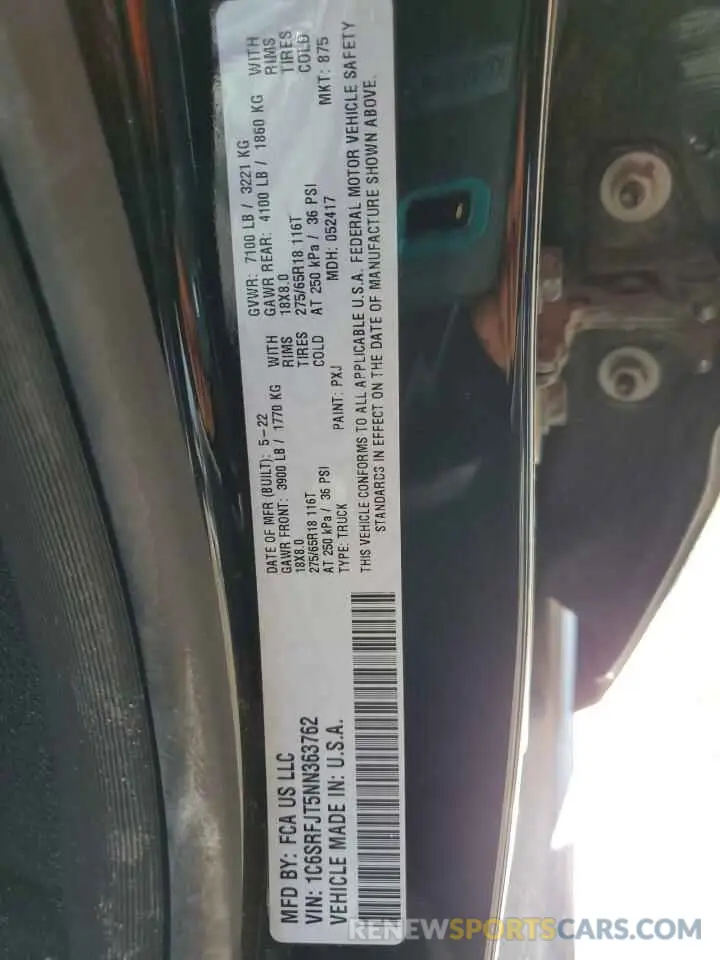 MFD BY: FCA US LLC
VIN: 1C6SRFJT5NN363762
VEHICLE MADE IN: U.S.A.
DATE OF MFR (BUILT): 5-22
GVWR: 7100 LB / 3221 KG
GAWR FRONT: 3900 LB / 1770 KG WITH
18X8.0 RIMS
275/65R18 116T TIRES
AT 250 kPa / 36 PSI COLD
GAWR REAR: 4100 LB / 1860 KG WITH
18X8.0 RIMS
275/65R18 116T TIRES
AT 250 kPa / 36 PSI COLD
TYPE: TRUCK PAINT: PXJ MDH: 052417 MKT: 875
THIS VEHICLE CONFORMS TO ALL APPLICABLE U.S.A. FEDERAL MOTOR VEHICLE SAFETY
STANDARDS IN EFFECT ON THE DATE OF MANUFACTURE SHOWN ABOVE.
RENEWSPORTSCARS.COM